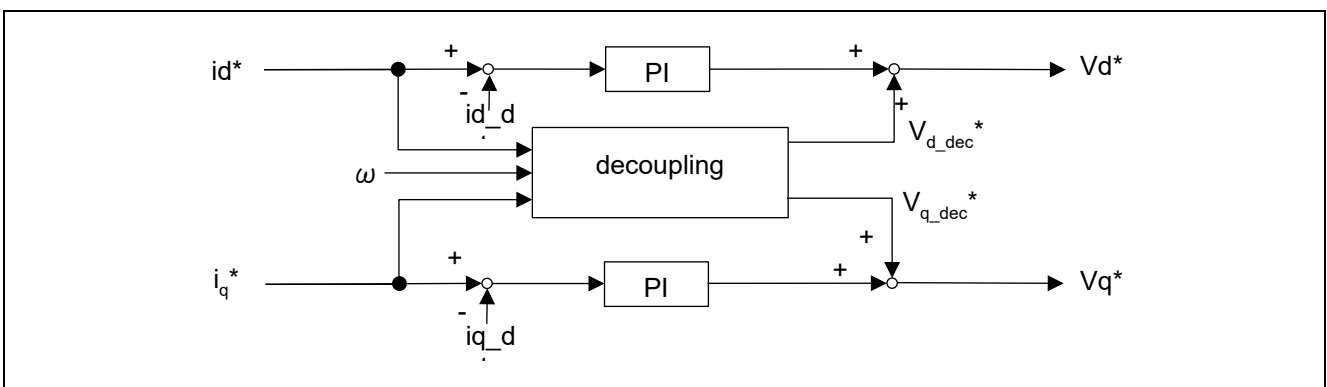 id* + PI + Vd*
- id_d +
V_d_dec*
decoupling
ω
V_q_dec*
+
i_q* + PI + Vq*
- iq_d